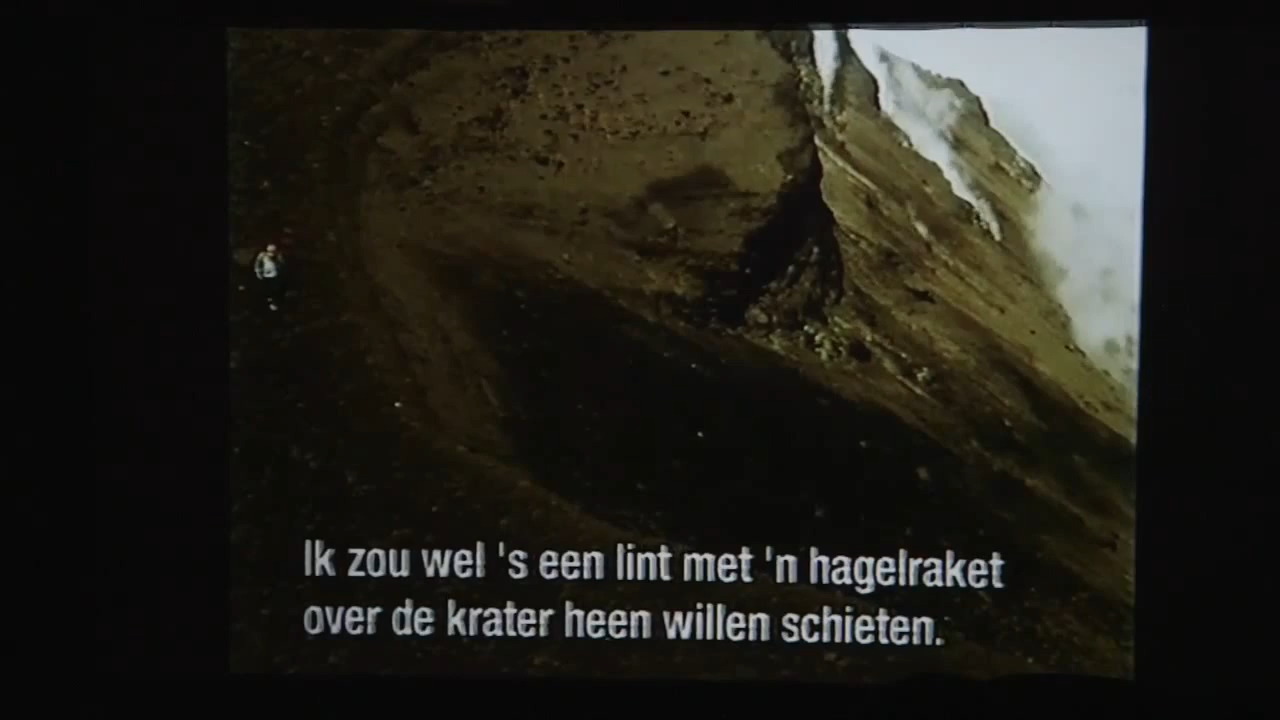 Ik zou wel 's een lint met 'n hagelraket
over de krater heen willen schieten.